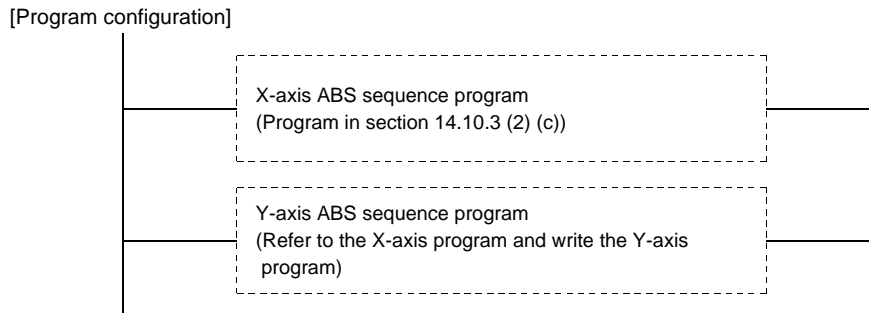 [Program configuration]
X-axis ABS sequence program
(Program in section 14.10.3 (2) (c))
Y-axis ABS sequence program
(Refer to the X-axis program and write the Y-axis
program)